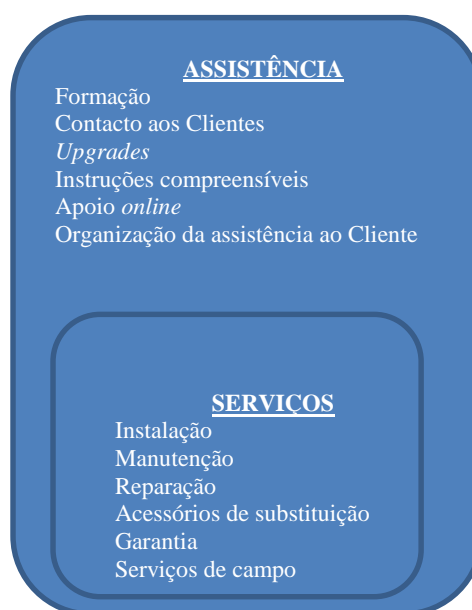 ASSISTÊNCIA
Formação
Contacto aos Clientes
Upgrades
Instruções compreensíveis
Apoio online
Organização da assistência ao Cliente
SERVIÇOS
Instalação
Manutenção
Reparação
Acessórios de substituição
Garantia
Serviços de campo